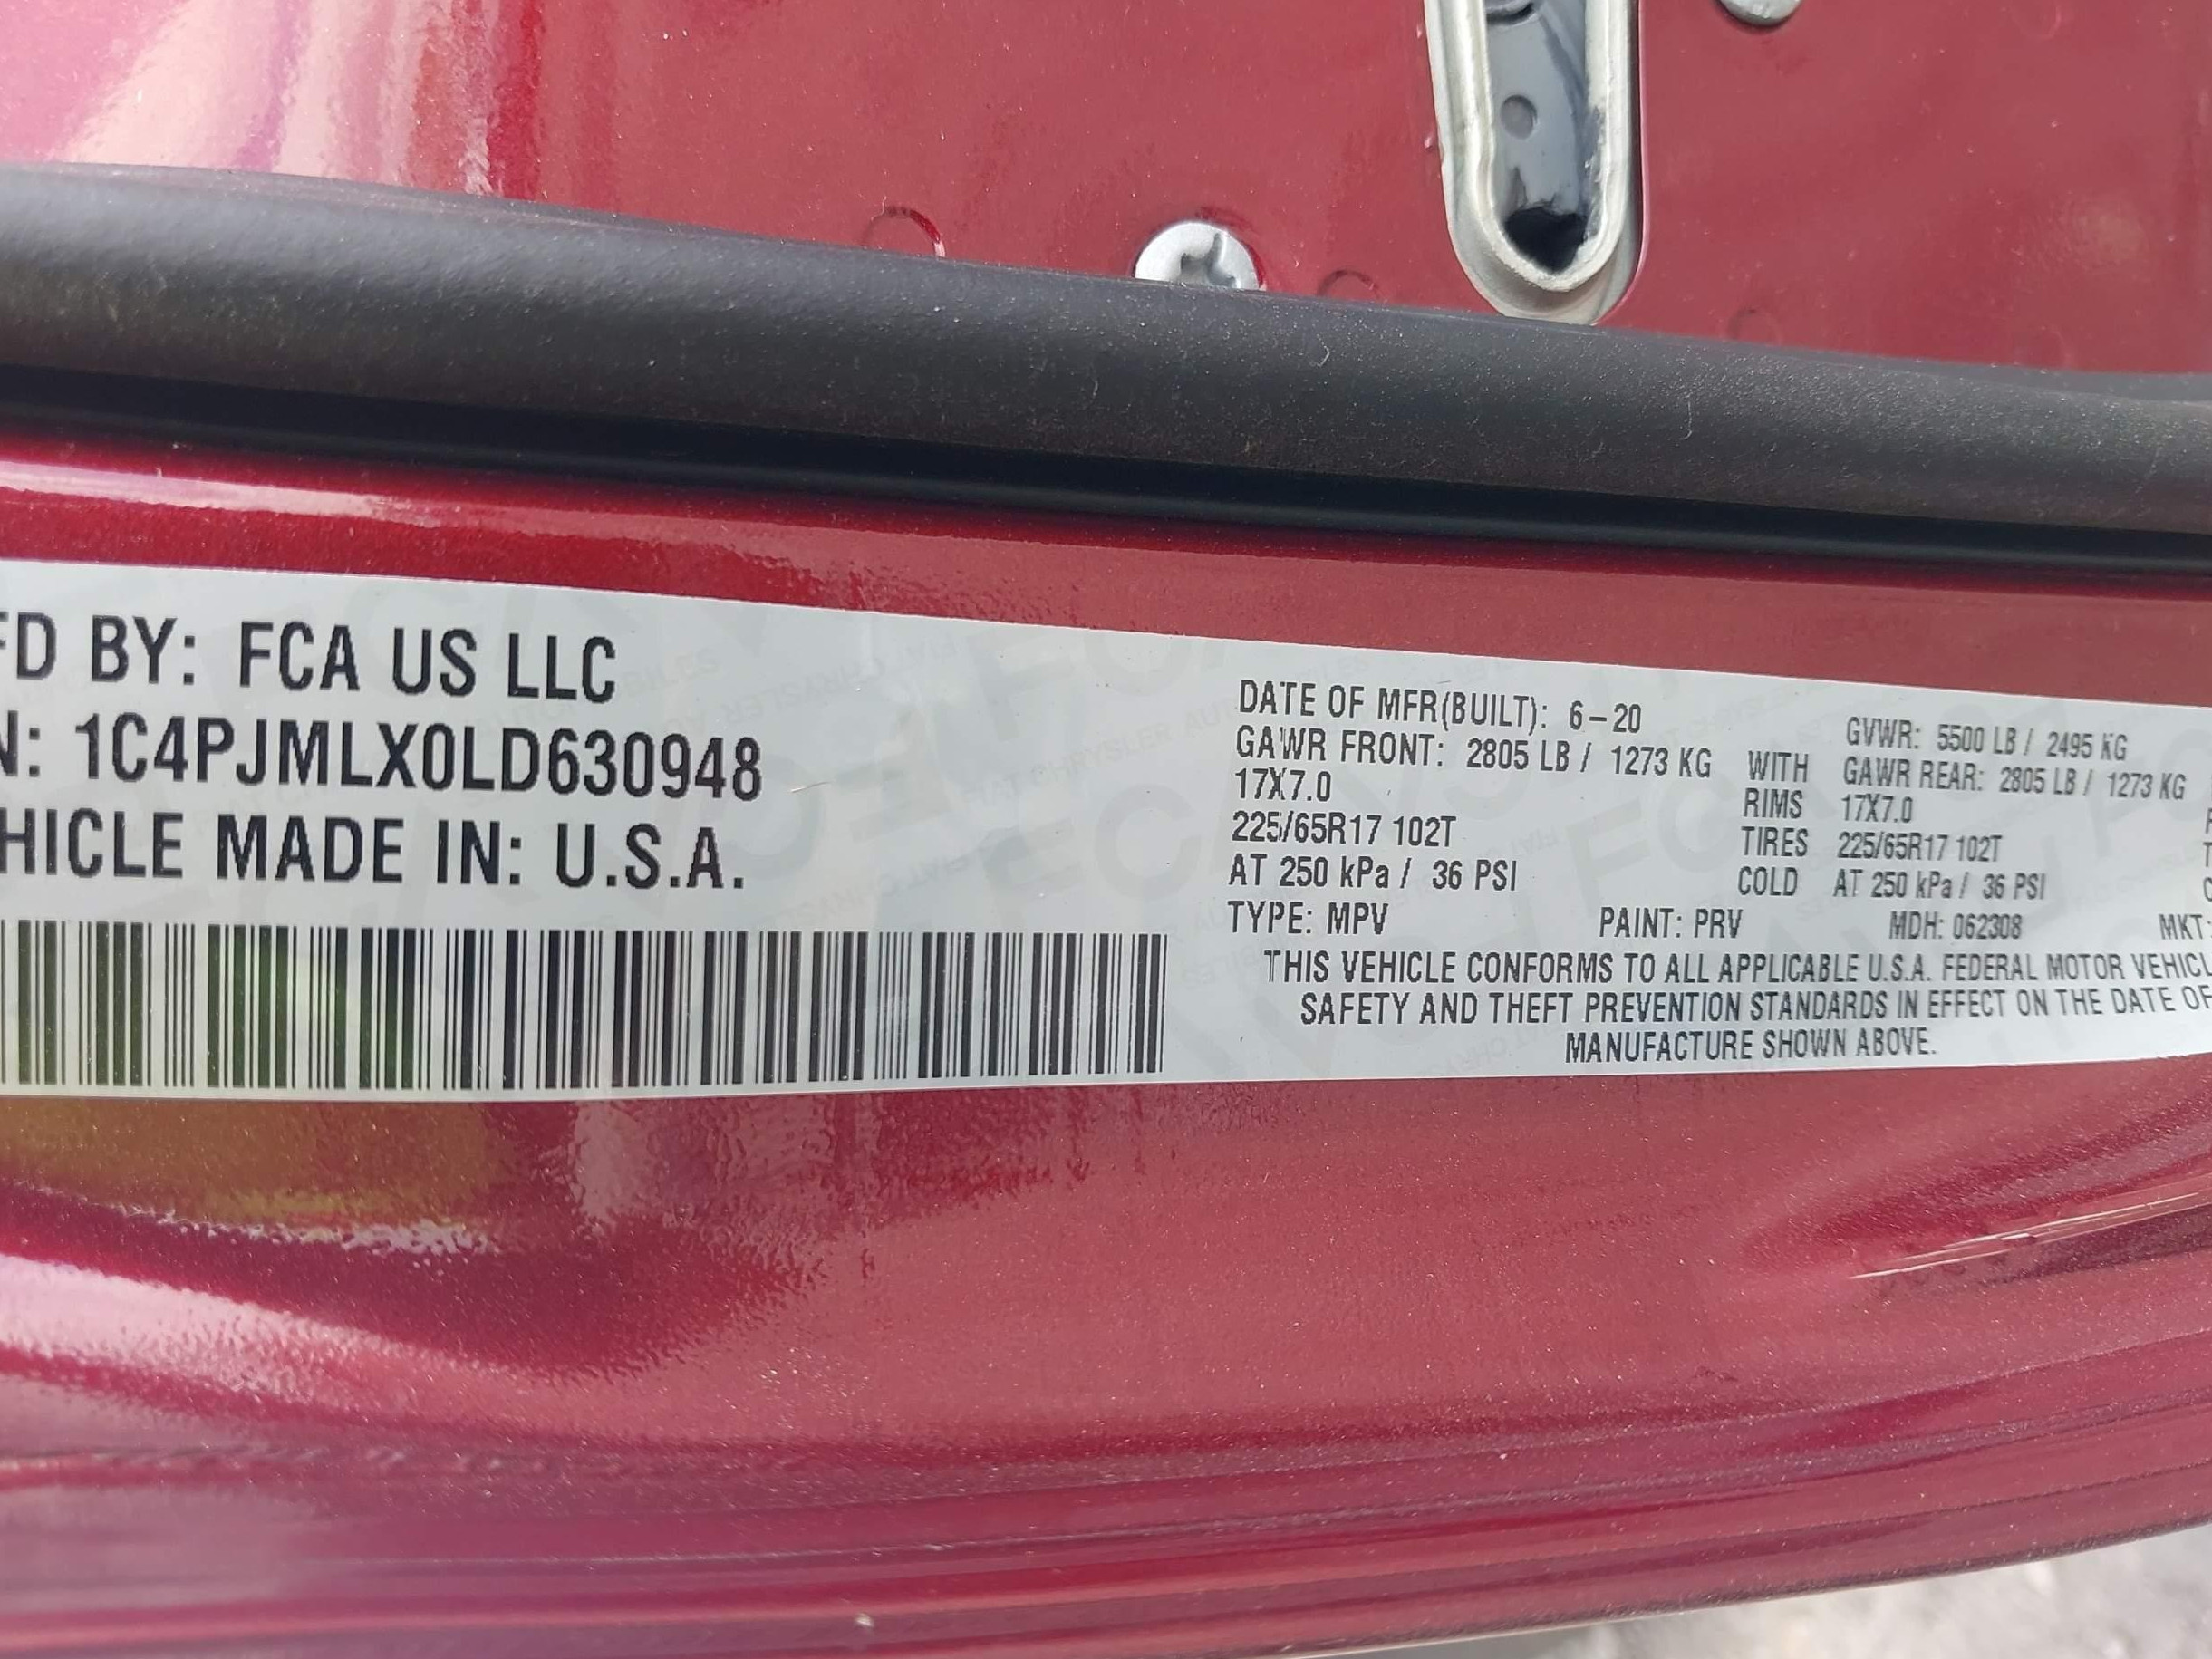 FD BY: FCA US LLC
N: 1C4PJMLX0LD630948
HICLE MADE IN: U.S.A.
DATE OF MFR(BUILT): 6-20 GVWR: 5500 LB / 2495 KG
GAWR FRONT: 2805 LB / 1273 KG WITH GAWR REAR: 2805 LB / 1273 KG
17X7.0 RIMS 17X7.0
225/65R17 102T TIRES 225/65R17 102T
AT 250 kPa / 36 PSI COLD AT 250 kPa / 36 PSI
TYPE: MPV PAINT: PRV MDH: 062308 MKT:
THIS VEHICLE CONFORMS TO ALL APPLICABLE U.S.A. FEDERAL MOTOR VEHICL
SAFETY AND THEFT PREVENTION STANDARDS IN EFFECT ON THE DATE OF
MANUFACTURE SHOWN ABOVE.